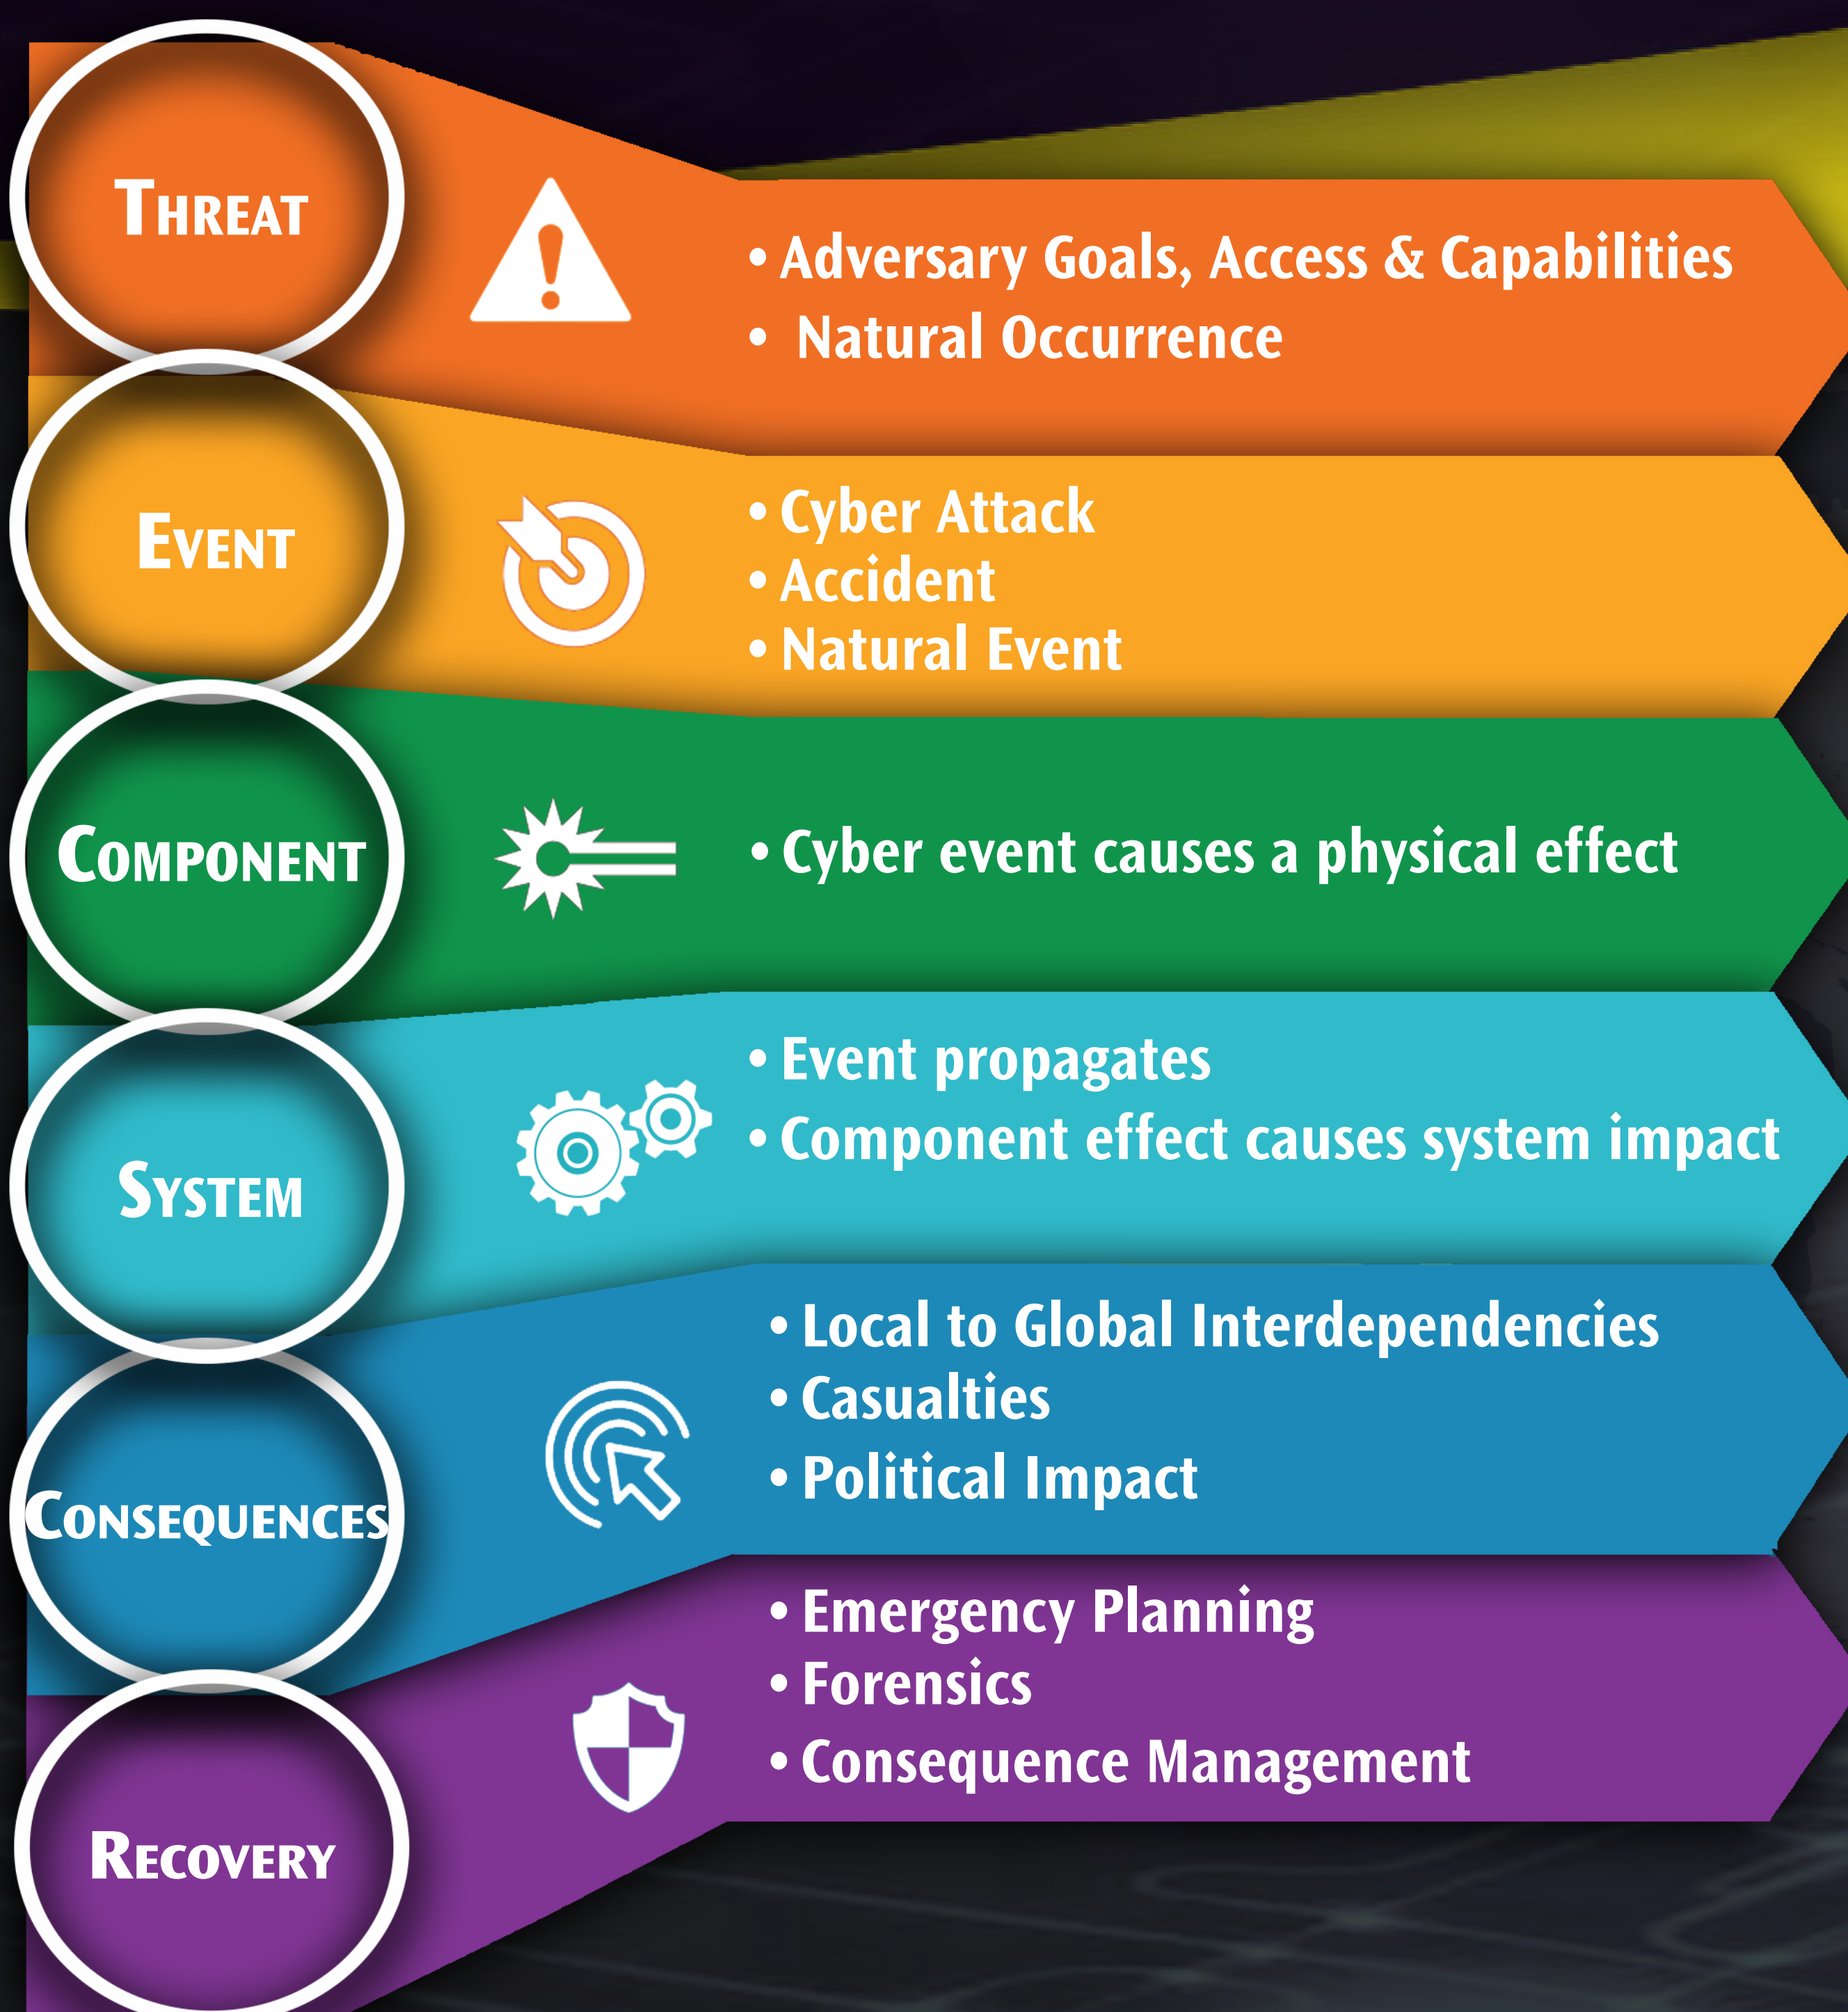 THREAT
• Adversary Goals, Access & Capabilities
• Natural Occurrence
EVENT
• Cyber Attack
• Accident
• Natural Event
COMPONENT
• Cyber event causes a physical effect
SYSTEM
• Event propagates
• Component effect causes system impact
CONSEQUENCES
• Local to Global Interdependencies
• Casualties
• Political Impact
RECOVERY
• Emergency Planning
• Forensics
• Consequence Management